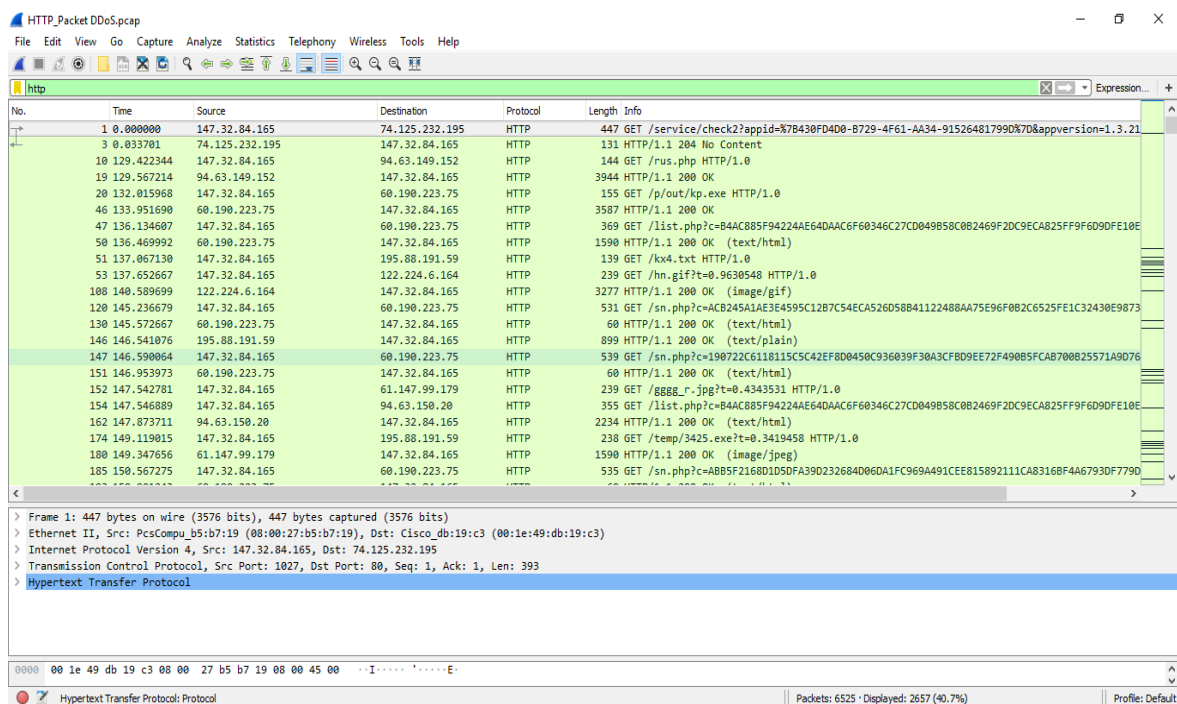 HTTP_Packet DDoS.pcap
File Edit View Go Capture Analyze Statistics Telephony Wireless Tools Help
http Expression... +
No. Time Source Destination Protocol Length Info
1 0.000000 147.32.84.165 74.125.232.195 HTTP 447 GET /service/check2?appid=%7B430FD4D0-B729-4F61-AA34-91526481799D%7D&appversion=1.3.21
3 0.033701 74.125.232.195 147.32.84.165 HTTP 131 HTTP/1.1 204 No Content
10 129.422344 147.32.84.165 94.63.149.152 HTTP 144 GET /rus.php HTTP/1.0
19 129.567214 94.63.149.152 147.32.84.165 HTTP 3944 HTTP/1.1 200 OK
20 132.015968 147.32.84.165 60.190.223.75 HTTP 155 GET /p/out/kp.exe HTTP/1.0
46 133.951690 60.190.223.75 147.32.84.165 HTTP 3587 HTTP/1.1 200 OK
47 136.134607 147.32.84.165 60.190.223.75 HTTP 369 GET /list.php?c=B4AC885F94224AE64DAAC6F60346C27CD049B58C0B2469F2DC9ECA825FF9F6D9DFE10E
50 136.469992 60.190.223.75 147.32.84.165 HTTP 1590 HTTP/1.1 200 OK (text/html)
51 137.067130 147.32.84.165 195.88.191.59 HTTP 139 GET /kx4.txt HTTP/1.0
53 137.652667 147.32.84.165 122.224.6.164 HTTP 239 GET /hn.gif?t=0.9630548 HTTP/1.0
108 140.589699 122.224.6.164 147.32.84.165 HTTP 3277 HTTP/1.1 200 OK (image/gif)
120 145.236679 147.32.84.165 60.190.223.75 HTTP 531 GET /sn.php?c=ACB245A1AE3E4595C12B7C54ECA526D58B41122488AA75E96F0B2C6525FE1C32430E9873
130 145.572667 60.190.223.75 147.32.84.165 HTTP 60 HTTP/1.1 200 OK (text/html)
146 146.541076 195.88.191.59 147.32.84.165 HTTP 899 HTTP/1.1 200 OK (text/plain)
147 146.590064 147.32.84.165 60.190.223.75 HTTP 539 GET /sn.php?c=190722C6118115C5C42EF8D0450C936039F30A3CFBD9EE72F490B5FCAB700B25571A9D76
151 146.953973 60.190.223.75 147.32.84.165 HTTP 60 HTTP/1.1 200 OK (text/html)
152 147.542781 147.32.84.165 61.147.99.179 HTTP 239 GET /gggg_r.jpg?t=0.4343531 HTTP/1.0
154 147.546889 147.32.84.165 94.63.150.20 HTTP 355 GET /list.php?c=B4AC885F94224AE64DAAC6F60346C27CD049B58C0B2469F2DC9ECA825FF9F6D9DFE10E
162 147.873711 94.63.150.20 147.32.84.165 HTTP 2234 HTTP/1.1 200 OK (text/html)
174 149.119015 147.32.84.165 195.88.191.59 HTTP 238 GET /temp/3425.exe?t=0.3419458 HTTP/1.0
180 149.347656 61.147.99.179 147.32.84.165 HTTP 1590 HTTP/1.1 200 OK (image/jpeg)
185 150.567275 147.32.84.165 60.190.223.75 HTTP 535 GET /sn.php?c=ABB5F2168D1D5DFA39D232684D06DA1FC969A491CEE815892111CA8316BF4A6793DF779D
> Frame 1: 447 bytes on wire (3576 bits), 447 bytes captured (3576 bits)
> Ethernet II, Src: PcsCompu_b5:b7:19 (08:00:27:b5:b7:19), Dst: Cisco_db:19:c3 (00:1e:49:db:19:c3)
> Internet Protocol Version 4, Src: 147.32.84.165, Dst: 74.125.232.195
> Transmission Control Protocol, Src Port: 1027, Dst Port: 80, Seq: 1, Ack: 1, Len: 393
> Hypertext Transfer Protocol
0000 00 1e 49 db 19 c3 08 00 27 b5 b7 19 08 00 45 00 ··I····· '·····E·
Hypertext Transfer Protocol: Protocol Packets: 6525 · Displayed: 2657 (40.7%) Profile: Default